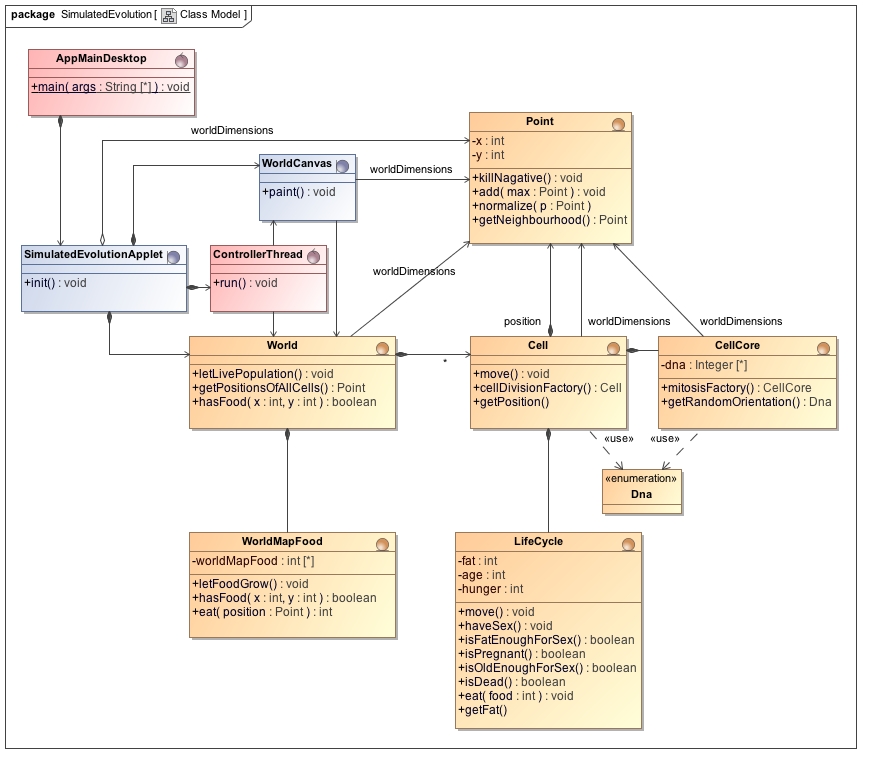 package SimulatedEvolution [ Class Model ]
AppMainDesktop
+main( args : String [*] ) : void
worldDimensions
Point
-x : int
-y : int
+killNagative() : void
+add( max : Point ) : void
+normalize( p : Point )
+getNeighbourhood() : Point
WorldCanvas
+paint() : void
worldDimensions
SimulatedEvolutionApplet
+init() : void
ControllerThread
+run() : void
worldDimensions
position
worldDimensions
worldDimensions
World
+letLivePopulation() : void
+getPositionsOfAllCells() : Point
+hasFood( x : int, y : int ) : boolean
*
Cell
+move() : void
+cellDivisionFactory() : Cell
+getPosition()
CellCore
-dna : Integer [*]
+mitosisFactory() : CellCore
+getRandomOrientation() : Dna
«use»
«use»
«enumeration»
Dna
WorldMapFood
-worldMapFood : int [*]
+letFoodGrow() : void
+hasFood( x : int, y : int ) : boolean
+eat( position : Point ) : int
LifeCycle
-fat : int
-age : int
-hunger : int
+move() : void
+haveSex() : void
+isFatEnoughForSex() : boolean
+isPregnant() : boolean
+isOldEnoughForSex() : boolean
+isDead() : boolean
+eat( food : int ) : void
+getFat()